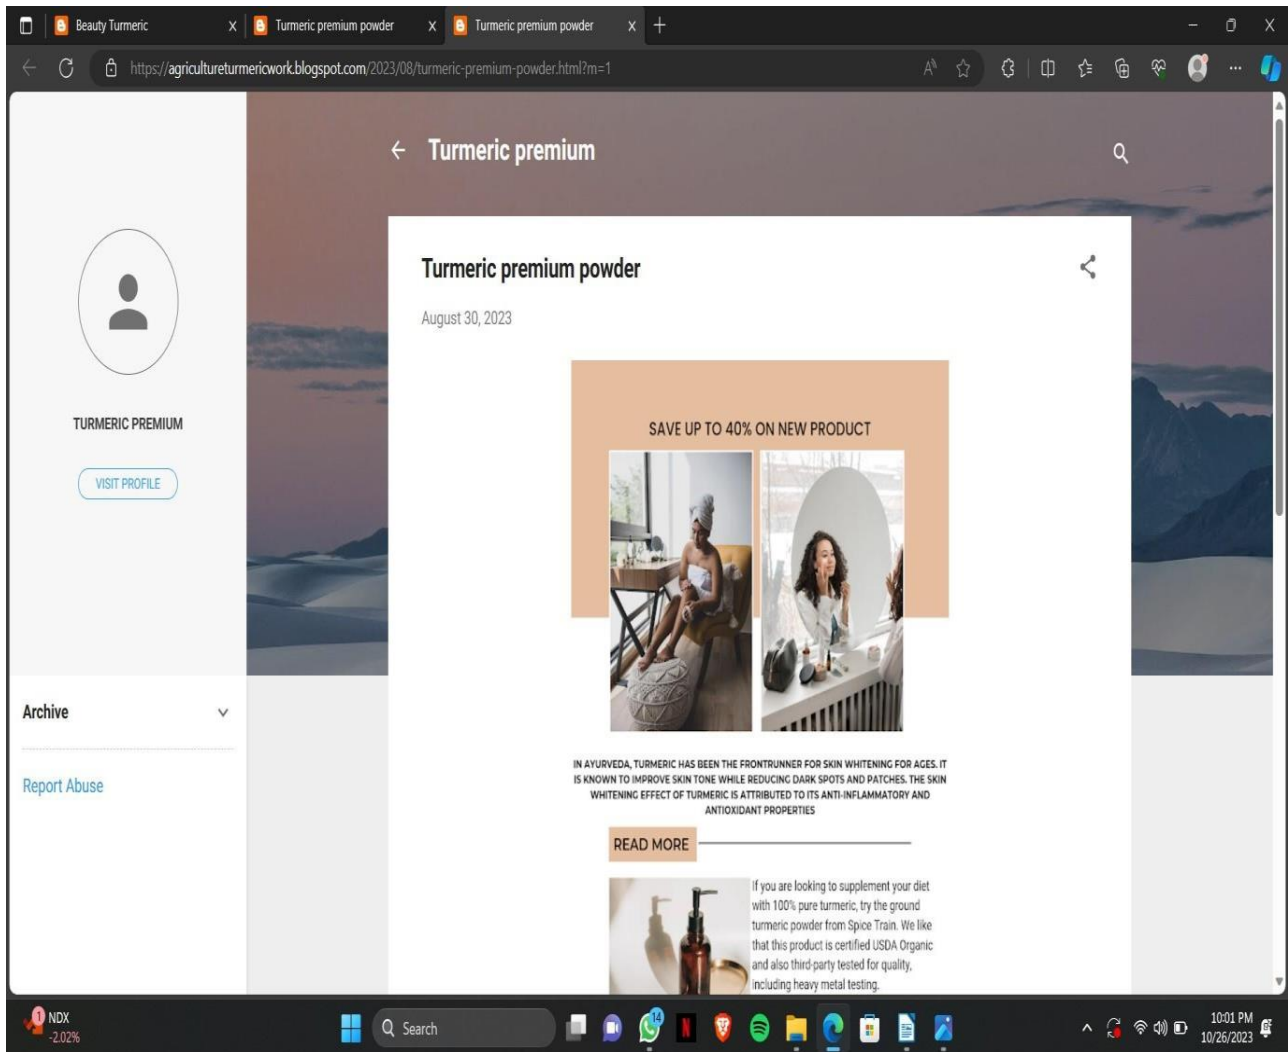 Beauty Turmeric
Turmeric premium powder
Turmeric premium powder
https://agricultureturmericwork.blogspot.com/2023/08/turmeric-premium-powder.html?m=1
Turmeric premium
Turmeric premium powder
August 30, 2023
TURMERIC PREMIUM
VISIT PROFILE
Archive
Report Abuse
SAVE UP TO 40% ON NEW PRODUCT
IN AYURVEDA, TURMERIC HAS BEEN THE FRONTRUNNER FOR SKIN WHITENING FOR AGES. IT
IS KNOWN TO IMPROVE SKIN TONE WHILE REDUCING DARK SPOTS AND PATCHES. THE SKIN
WHITENING EFFECT OF TURMERIC IS ATTRIBUTED TO ITS ANTI-INFLAMMATORY AND
ANTIOXIDANT PROPERTIES
READ MORE
If you are looking to supplement your diet
with 100% pure turmeric, try the ground
turmeric powder from Spice Train. We like
that this product is certified USDA Organic
and also third-party tested for quality,
including heavy metal testing.
1
NDX
-2.02%
Search
14
10:01 PM
10/26/2023